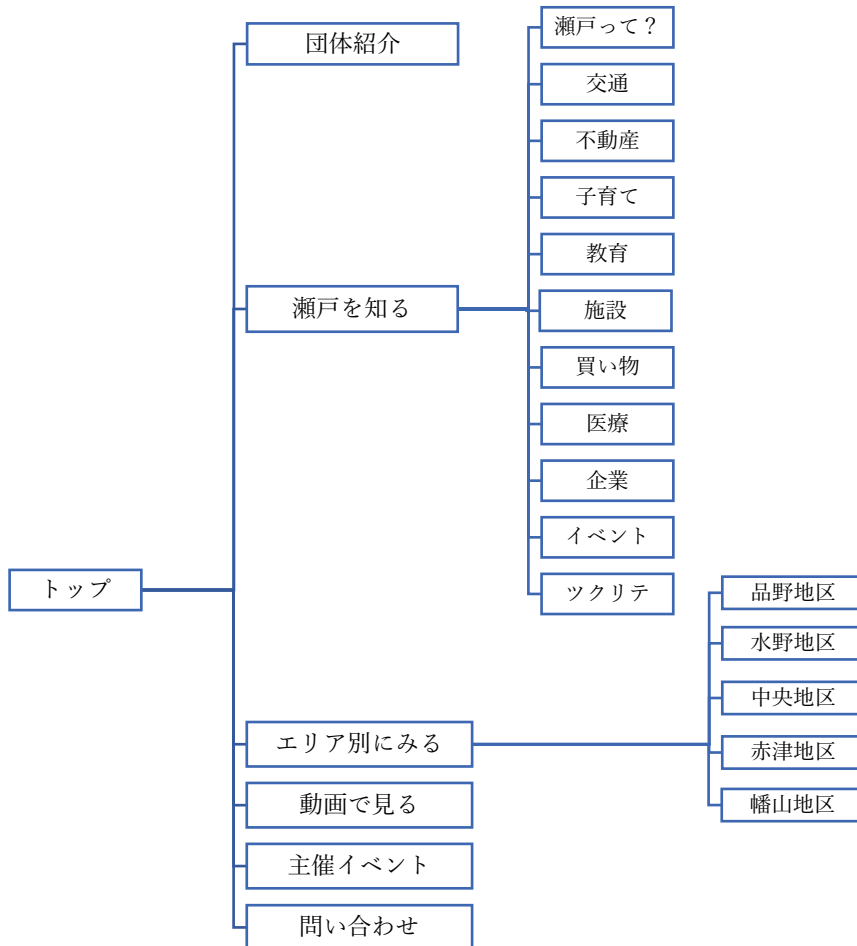 トップ
団体紹介
瀬戸を知る
瀬戸って？
交通
不動産
子育て
教育
施設
買い物
医療
企業
イベント
ツクリテ
エリア別にみる
品野地区
水野地区
中央地区
赤津地区
幡山地区
動画で見る
主催イベント
問い合わせ